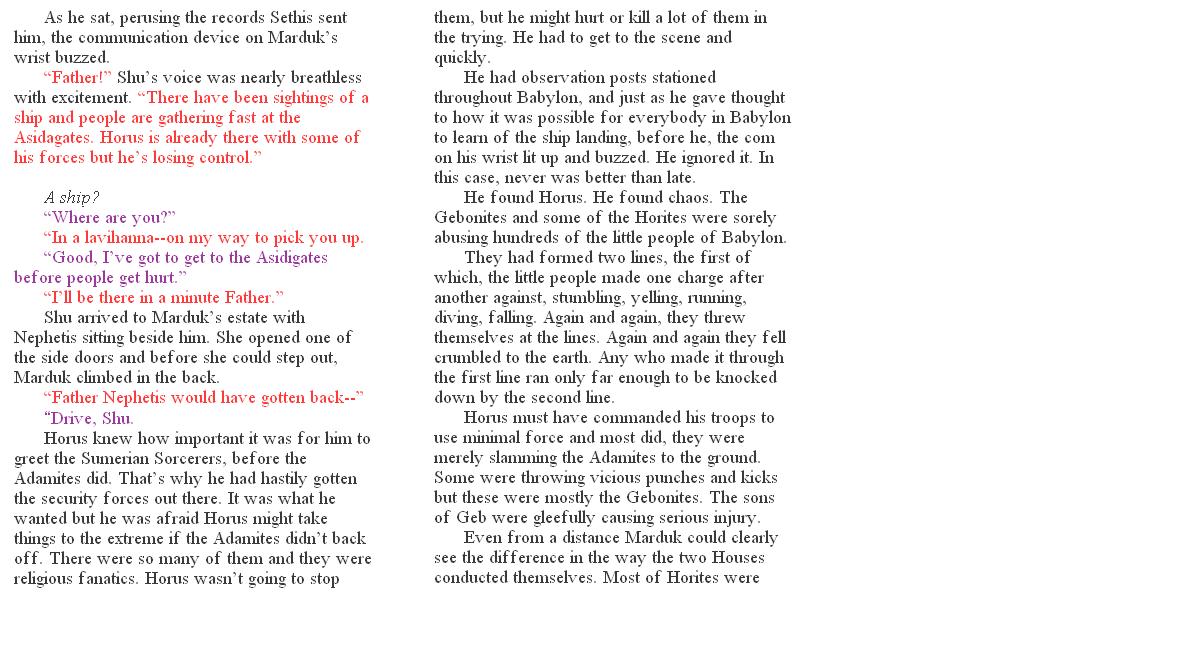 As he sat, perusing the records Sethis sent
him, the communication device on Marduk's
wrist buzzed.
“Father!” Shu's voice was nearly breathless
with excitement. “There have been sightings of a
ship and people are gathering fast at the
Asidagates. Horus is already there with some of
his forces but he's losing control.”
A ship?
“Where are you?”
“In a lavihanna--on my way to pick you up.
“Good, I've got to get to the Asidigates
before people get hurt.”
“I'll be there in a minute Father.”
Shu arrived to Marduk's estate with
Nephetis sitting beside him. She opened one of
the side doors and before she could step out,
Marduk climbed in the back.
“Father Nephetis would have gotten back--”
“Drive, Shu.
Horus knew how important it was for him to
greet the Sumerian Sorcerers, before the
Adamites did. That's why he had hastily gotten
the security forces out there. It was what he
wanted but he was afraid Horus might take
things to the extreme if the Adamites didn't back
off. There were so many of them and they were
religious fanatics. Horus wasn't going to stop
them, but he might hurt or kill a lot of them in
the trying. He had to get to the scene and
quickly.
He had observation posts stationed
throughout Babylon, and just as he gave thought
to how it was possible for everybody in Babylon
to learn of the ship landing, before he, the com
on his wrist lit up and buzzed. He ignored it. In
this case, never was better than late.
He found Horus. He found chaos. The
Gebonites and some of the Horites were sorely
abusing hundreds of the little people of Babylon.
They had formed two lines, the first of
which, the little people made one charge after
another against, stumbling, yelling, running,
diving, falling. Again and again, they threw
themselves at the lines. Again and again they fell
crumbled to the earth. Any who made it through
the first line ran only far enough to be knocked
down by the second line.
Horus must have commanded his troops to
use minimal force and most did, they were
merely slamming the Adamites to the ground.
Some were throwing vicious punches and kicks
but these were mostly the Gebonites. The sons
of Geb were gleefully causing serious injury.
Even from a distance Marduk could clearly
see the difference in the way the two Houses
conducted themselves. Most of Horites were